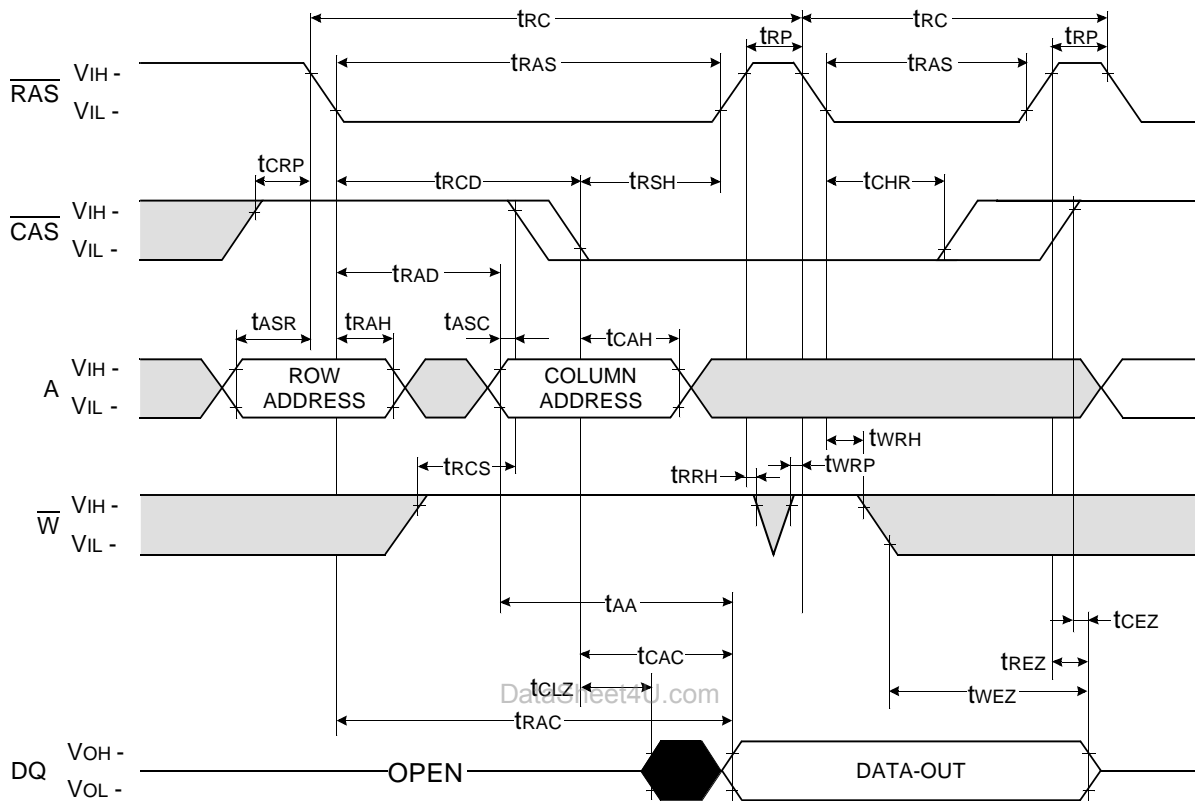 tRC tRC
tRP tRP
tRAS tRAS
RAS VIH -
VIL -
tCRP tRCD tRSH tCHR
CAS VIH -
VIL -
tRAD
tASR tRAH tASC tCAH
A VIH -
VIL -
ROW ADDRESS
COLUMN ADDRESS
tWRH
tRCS tRRH tWRP
W VIH -
VIL -
tAA
tCEZ
tCAC tREZ
tCLZ tWEZ
DataSheet4U.com
tRAC
DQ VOH -
VOL -
OPEN DATA-OUT